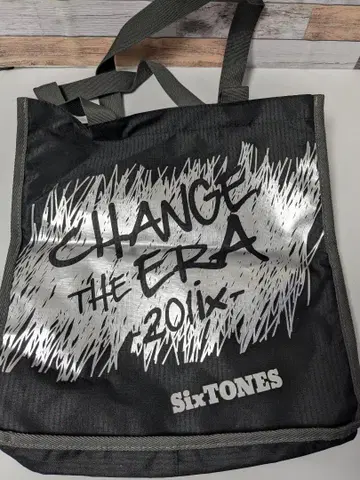 CHANGE
THE ERA
-201ix-
SixTONES